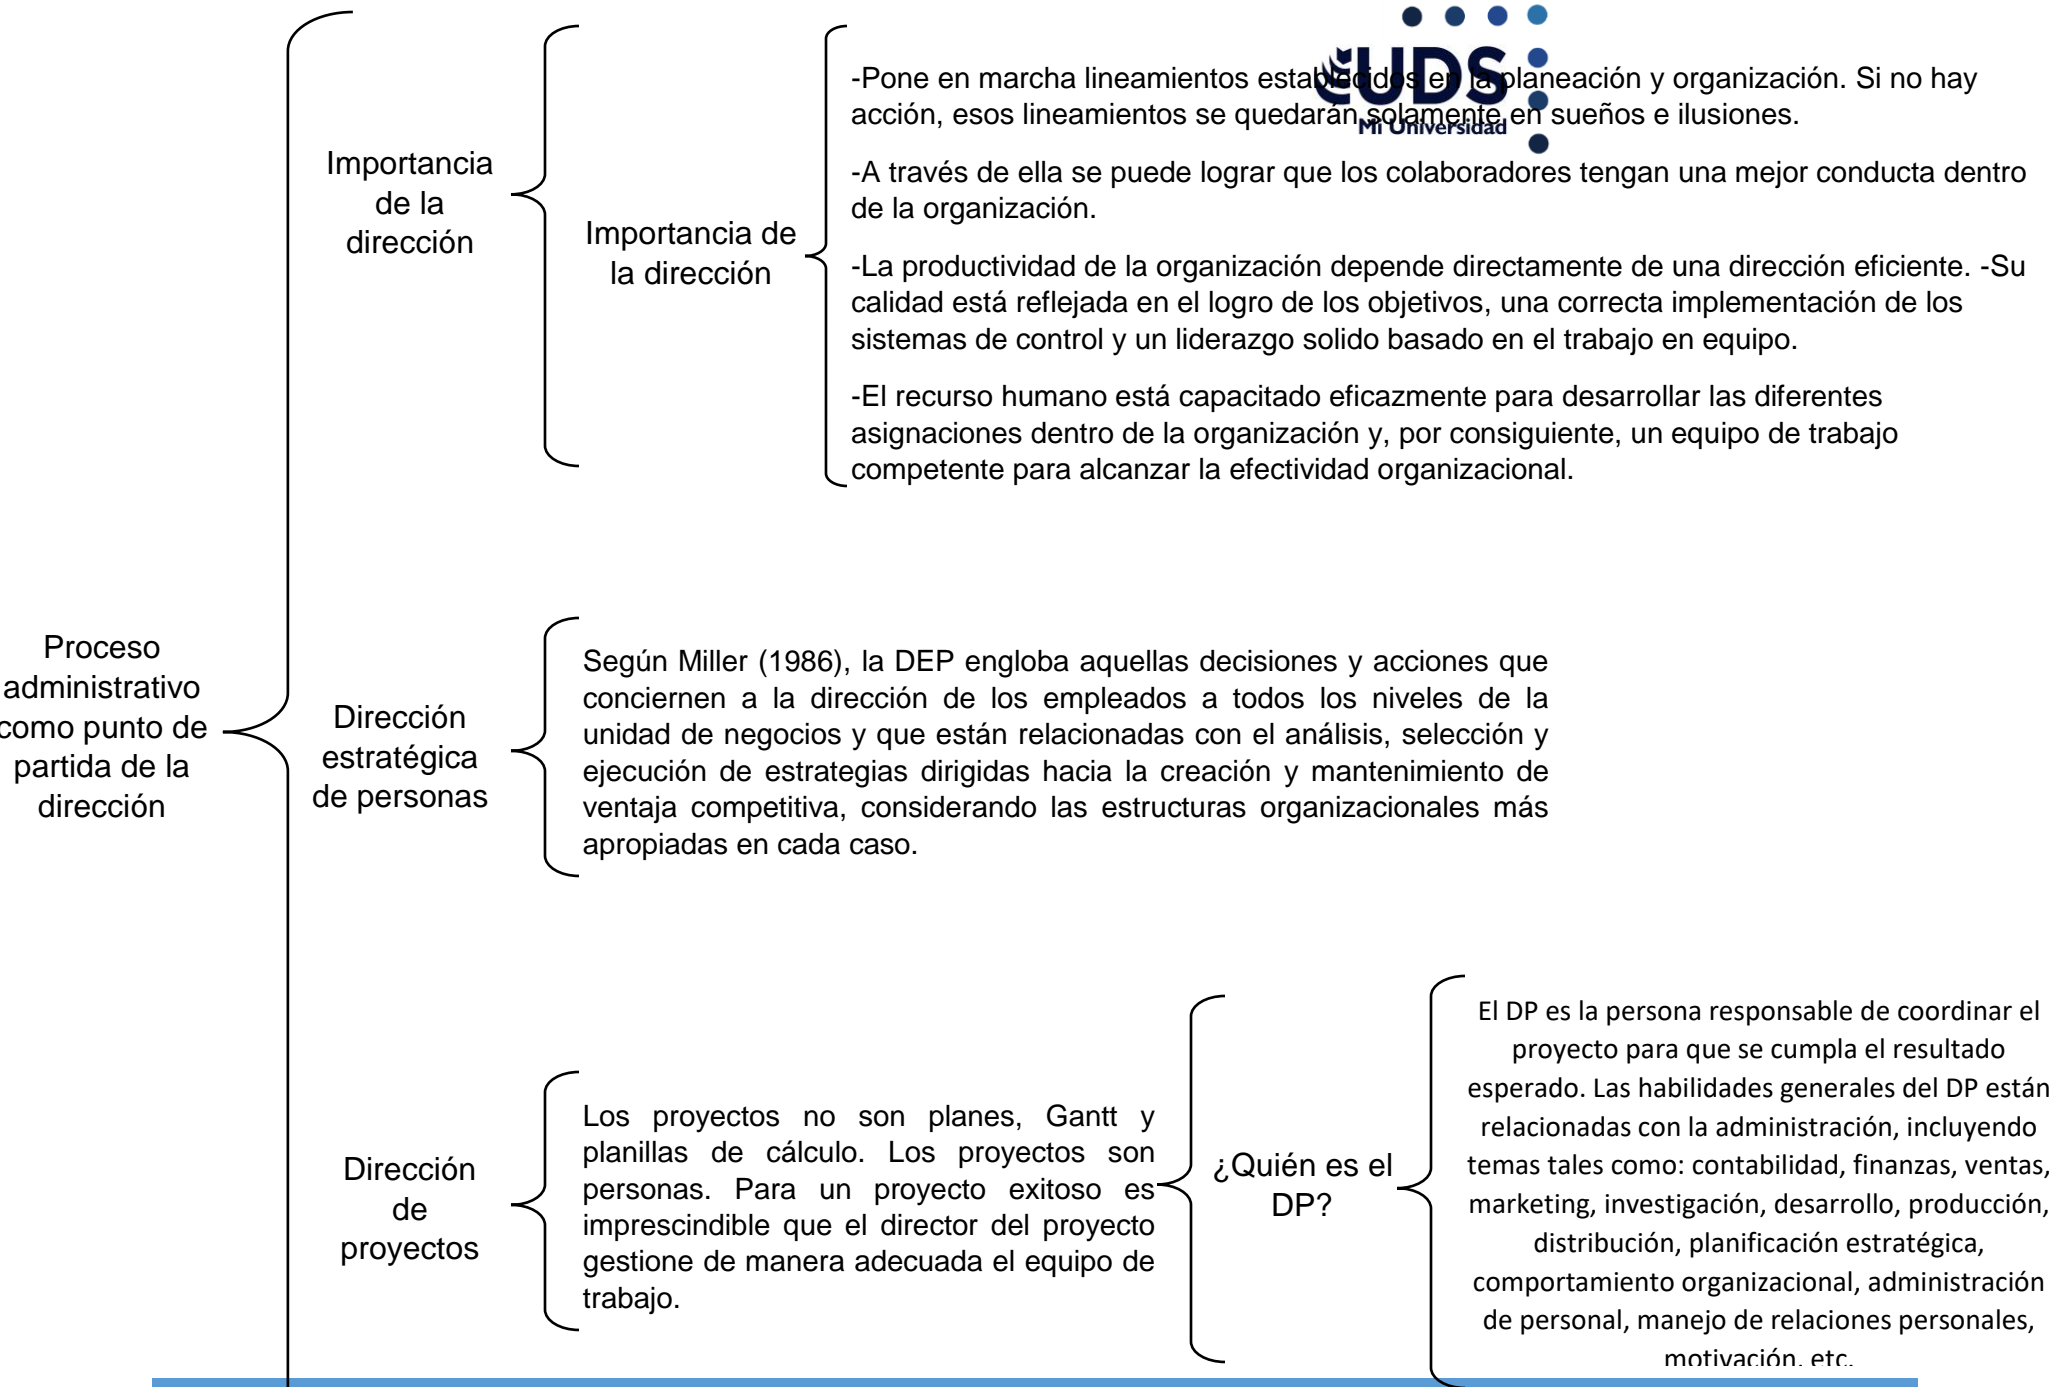 UDS
Mi Universidad
Proceso
administrativo
como punto de
partida de la
dirección
Importancia
de la
dirección
Importancia de
la dirección
-Pone en marcha lineamientos establecidos en la planeación y organización. Si no hay
acción, esos lineamientos se quedarán solamente en sueños e ilusiones.
-A través de ella se puede lograr que los colaboradores tengan una mejor conducta dentro
de la organización.
-La productividad de la organización depende directamente de una dirección eficiente. -Su
calidad está reflejada en el logro de los objetivos, una correcta implementación de los
sistemas de control y un liderazgo solido basado en el trabajo en equipo.
-El recurso humano está capacitado eficazmente para desarrollar las diferentes
asignaciones dentro de la organización y, por consiguiente, un equipo de trabajo
competente para alcanzar la efectividad organizacional.
Dirección
estratégica
de personas
Según Miller (1986), la DEP engloba aquellas decisiones y acciones que
conciernen a la dirección de los empleados a todos los niveles de la
unidad de negocios y que están relacionadas con el análisis, selección y
ejecución de estrategias dirigidas hacia la creación y mantenimiento de
ventaja competitiva, considerando las estructuras organizacionales más
apropiadas en cada caso.
Dirección
de
proyectos
Los proyectos no son planes, Gantt y
planillas de cálculo. Los proyectos son
personas. Para un proyecto exitoso es
imprescindible que el director del proyecto
gestione de manera adecuada el equipo de
trabajo.
¿Quién es el
DP?
El DP es la persona responsable de coordinar el
proyecto para que se cumpla el resultado
esperado. Las habilidades generales del DP están
relacionadas con la administración, incluyendo
temas tales como: contabilidad, finanzas, ventas,
marketing, investigación, desarrollo, producción,
distribución, planificación estratégica,
comportamiento organizacional, administración
de personal, manejo de relaciones personales,
motivación, etc.